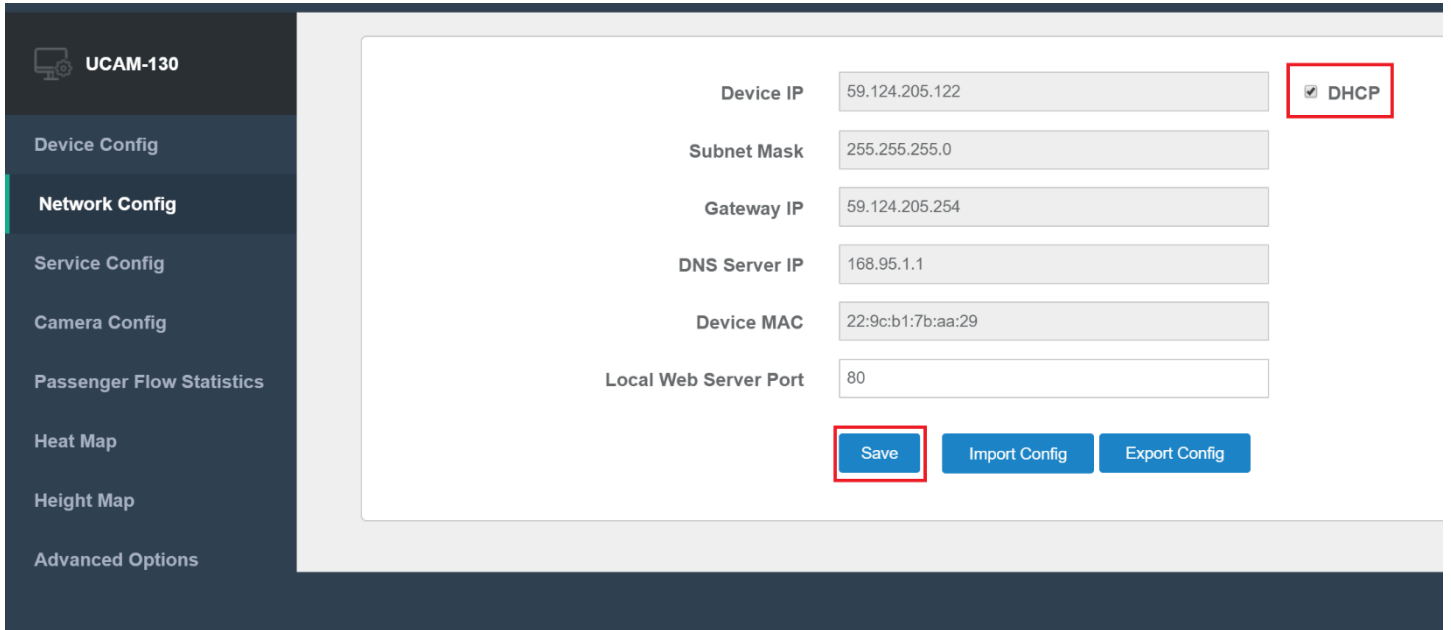 UCAM-130
Device Config
Network Config
Service Config
Camera Config
Passenger Flow Statistics
Heat Map
Height Map
Advanced Options
Device IP 59.124.205.122 DHCP
Subnet Mask 255.255.255.0
Gateway IP 59.124.205.254
DNS Server IP 168.95.1.1
Device MAC 22:9c:b1:7b:aa:29
Local Web Server Port 80
Save Import Config Export Config